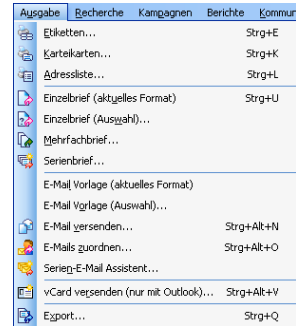 Ausgabe Recherche Kampagnen Berichte Kommur
Etiketten... Strg+E
Karteikarten... Strg+K
Adressliste... Strg+L
Einzelbrief (aktuelles Format) Strg+U
Einzelbrief (Auswahl)...
Mehrfachbrief...
Serienbrief...
E-Mail Vorlage (aktuelles Format)
E-Mail Vorlage (Auswahl)...
E-Mail versenden... Strg+Alt+N
E-Mails zuordnen... Strg+Alt+O
Serien-E-Mail Assistent...
vCard versenden (nur mit Outlook)... Strg+Alt+V
Export... Strg+Q